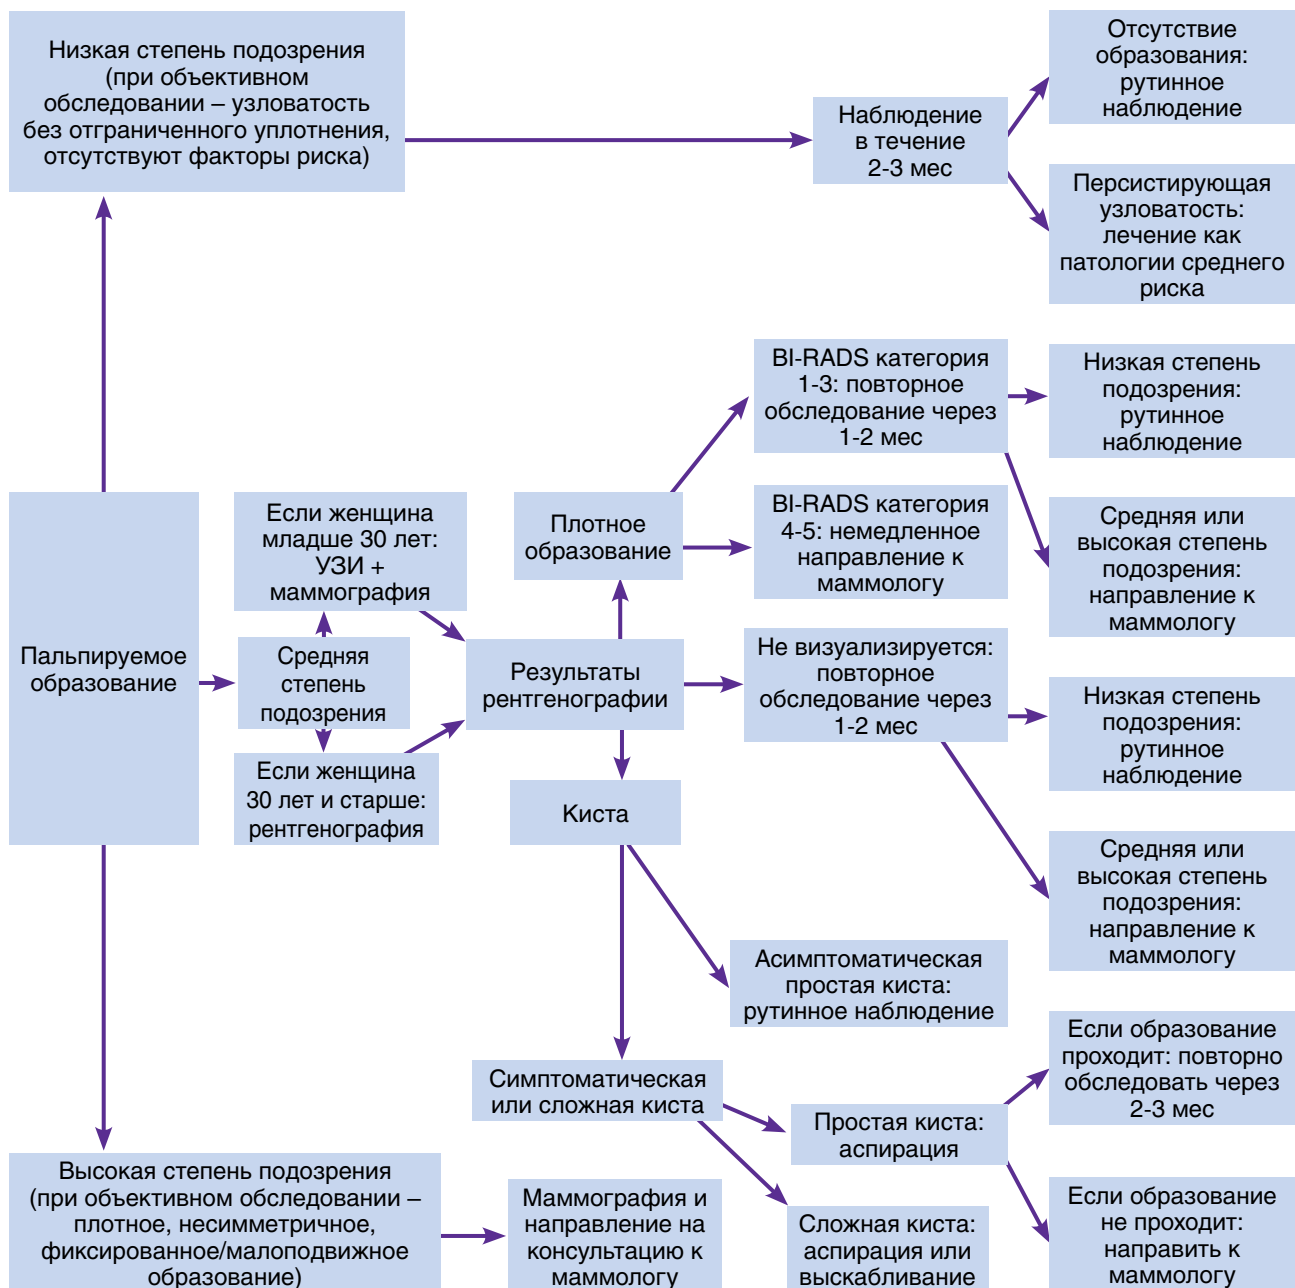 Низкая степень подозрения
(при объективном
обследовании – узловатость
без отграниченного уплотнения,
отсутствуют факторы риска)
Наблюдение
в течение
2-3 мес
Отсутствие
образования:
рутинное
наблюдение
Персистирующая
узловатость:
лечение как
патологии среднего
риска
Пальпируемое
образование
Если женщина
младше 30 лет:
УЗИ +
маммография
Средняя
степень
подозрения
Если женщина
30 лет и старше:
рентгенография
Результаты
рентгенографии
Плотное
образование
BI-RADS категория
1-3: повторное
обследование через
1-2 мес
Низкая степень
подозрения:
рутинное
наблюдение
Средняя или
высокая степень
подозрения:
направление к
маммологу
BI-RADS категория
4-5: немедленное
направление к
маммологу
Не визуализируется:
повторное
обследование через
1-2 мес
Низкая степень
подозрения:
рутинное
наблюдение
Средняя или
высокая степень
подозрения:
направление к
маммологу
Киста
Асимптоматическая
простая киста:
рутинное наблюдение
Симптоматическая
или сложная киста
Простая киста:
аспирация
Если образование
проходит: повторно
обследовать через
2-3 мес
Если образование
не проходит:
направить к
маммологу
Сложная киста:
аспирация или
выскабливание
Высокая степень подозрения
(при объективном обследовании –
плотное, несимметричное,
фиксированное/малоподвижное
образование)
Маммография и
направление на
консультацию к
маммологу